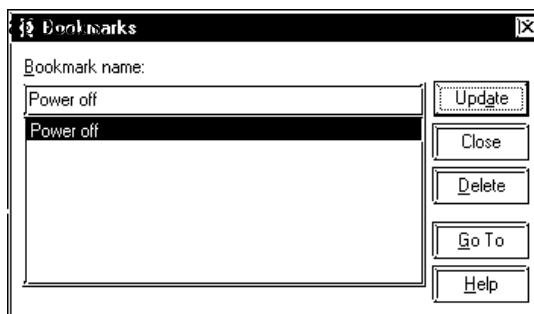 Bookmarks
Bookmark name:
Power off
Power off
Update
Close
Delete
Go To
Help